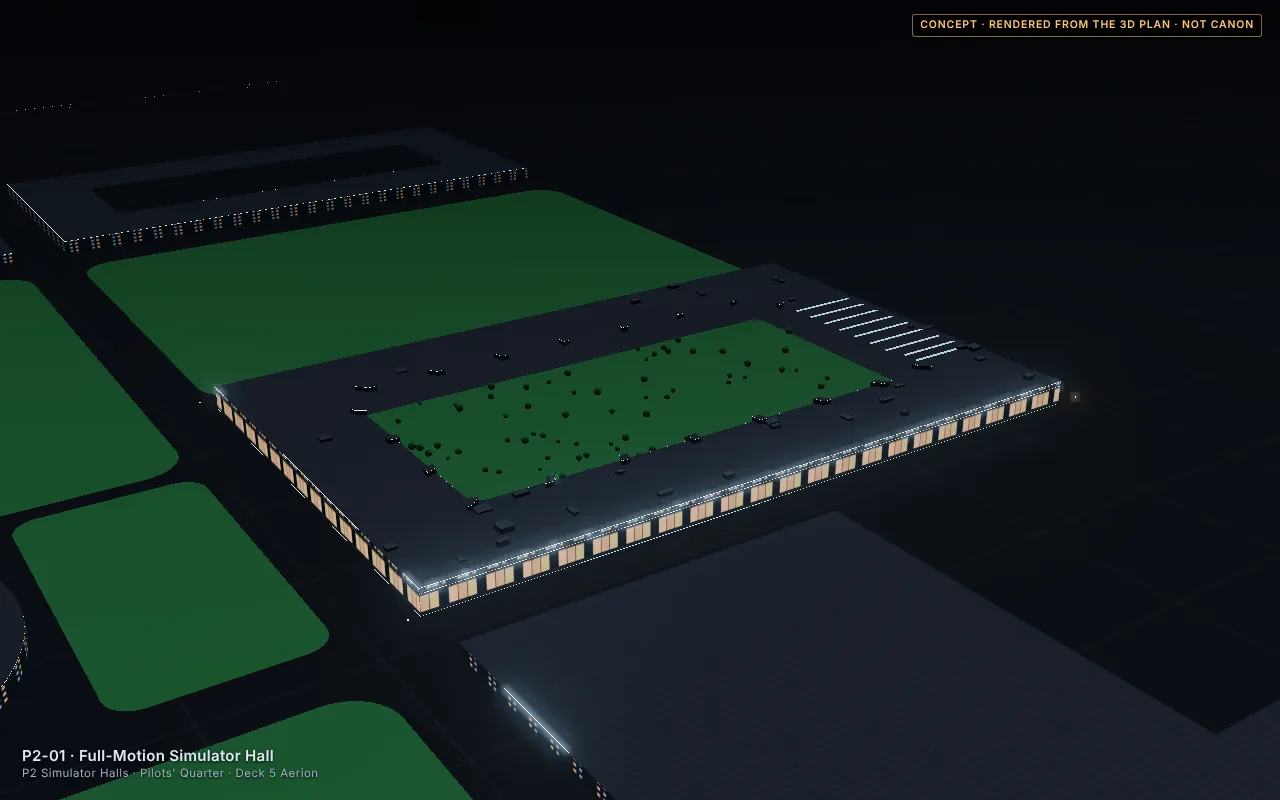 CONCEPT · RENDERED FROM THE 3D PLAN · NOT CANON
P2-01 · Full-Motion Simulator Hall
P2 Simulator Halls · Pilots' Quarter · Deck 5 Aerion